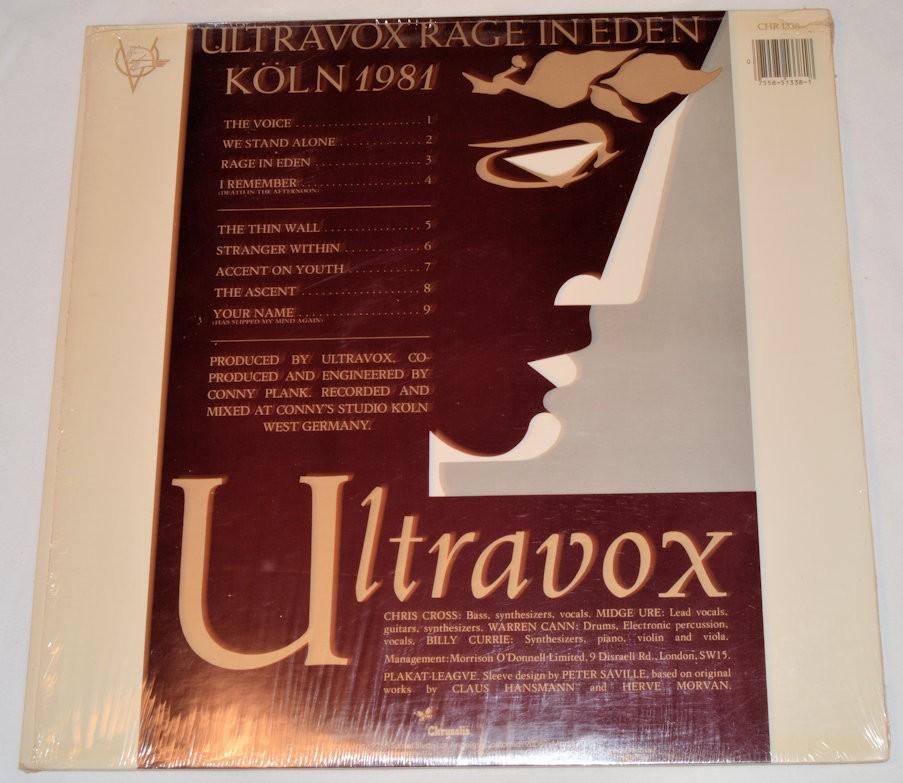 ULTRAVOX RAGE IN EDEN
KÖLN 1981
CHR 1338
0
7558-51338-1
THE VOICE ........................ 1
WE STAND ALONE ............... 2
RAGE IN EDEN .................... 3
I REMEMBER ...................... 4
(DEATH IN THE AFTERNOON)
THE THIN WALL .................. 5
STRANGER WITHIN .............. 6
ACCENT ON YOUTH ............. 7
THE ASCENT ...................... 8
YOUR NAME ....................... 9
(HAS SLIPPED MY MIND AGAIN)
PRODUCED BY ULTRAVOX, CO-
PRODUCED AND ENGINEERED BY
CONNY PLANK. RECORDED AND
MIXED AT CONNY'S STUDIO KÖLN
WEST GERMANY.
Ultravox
CHRIS CROSS: Bass, synthesizers, vocals. MIDGE URE: Lead vocals,
guitars, synthesizers. WARREN CANN: Drums, Electronic percussion,
vocals. BILLY CURRIE: Synthesizers, piano, violin and viola.
Management: Morrison O'Donnell Limited, 9 Disraeli Rd., London, SW15.
PLAKAT-LEAGVE. Sleeve design by PETER SAVILLE, based on original
works by CLAUS HANSMANN and HERVE MORVAN.
Chrysalis